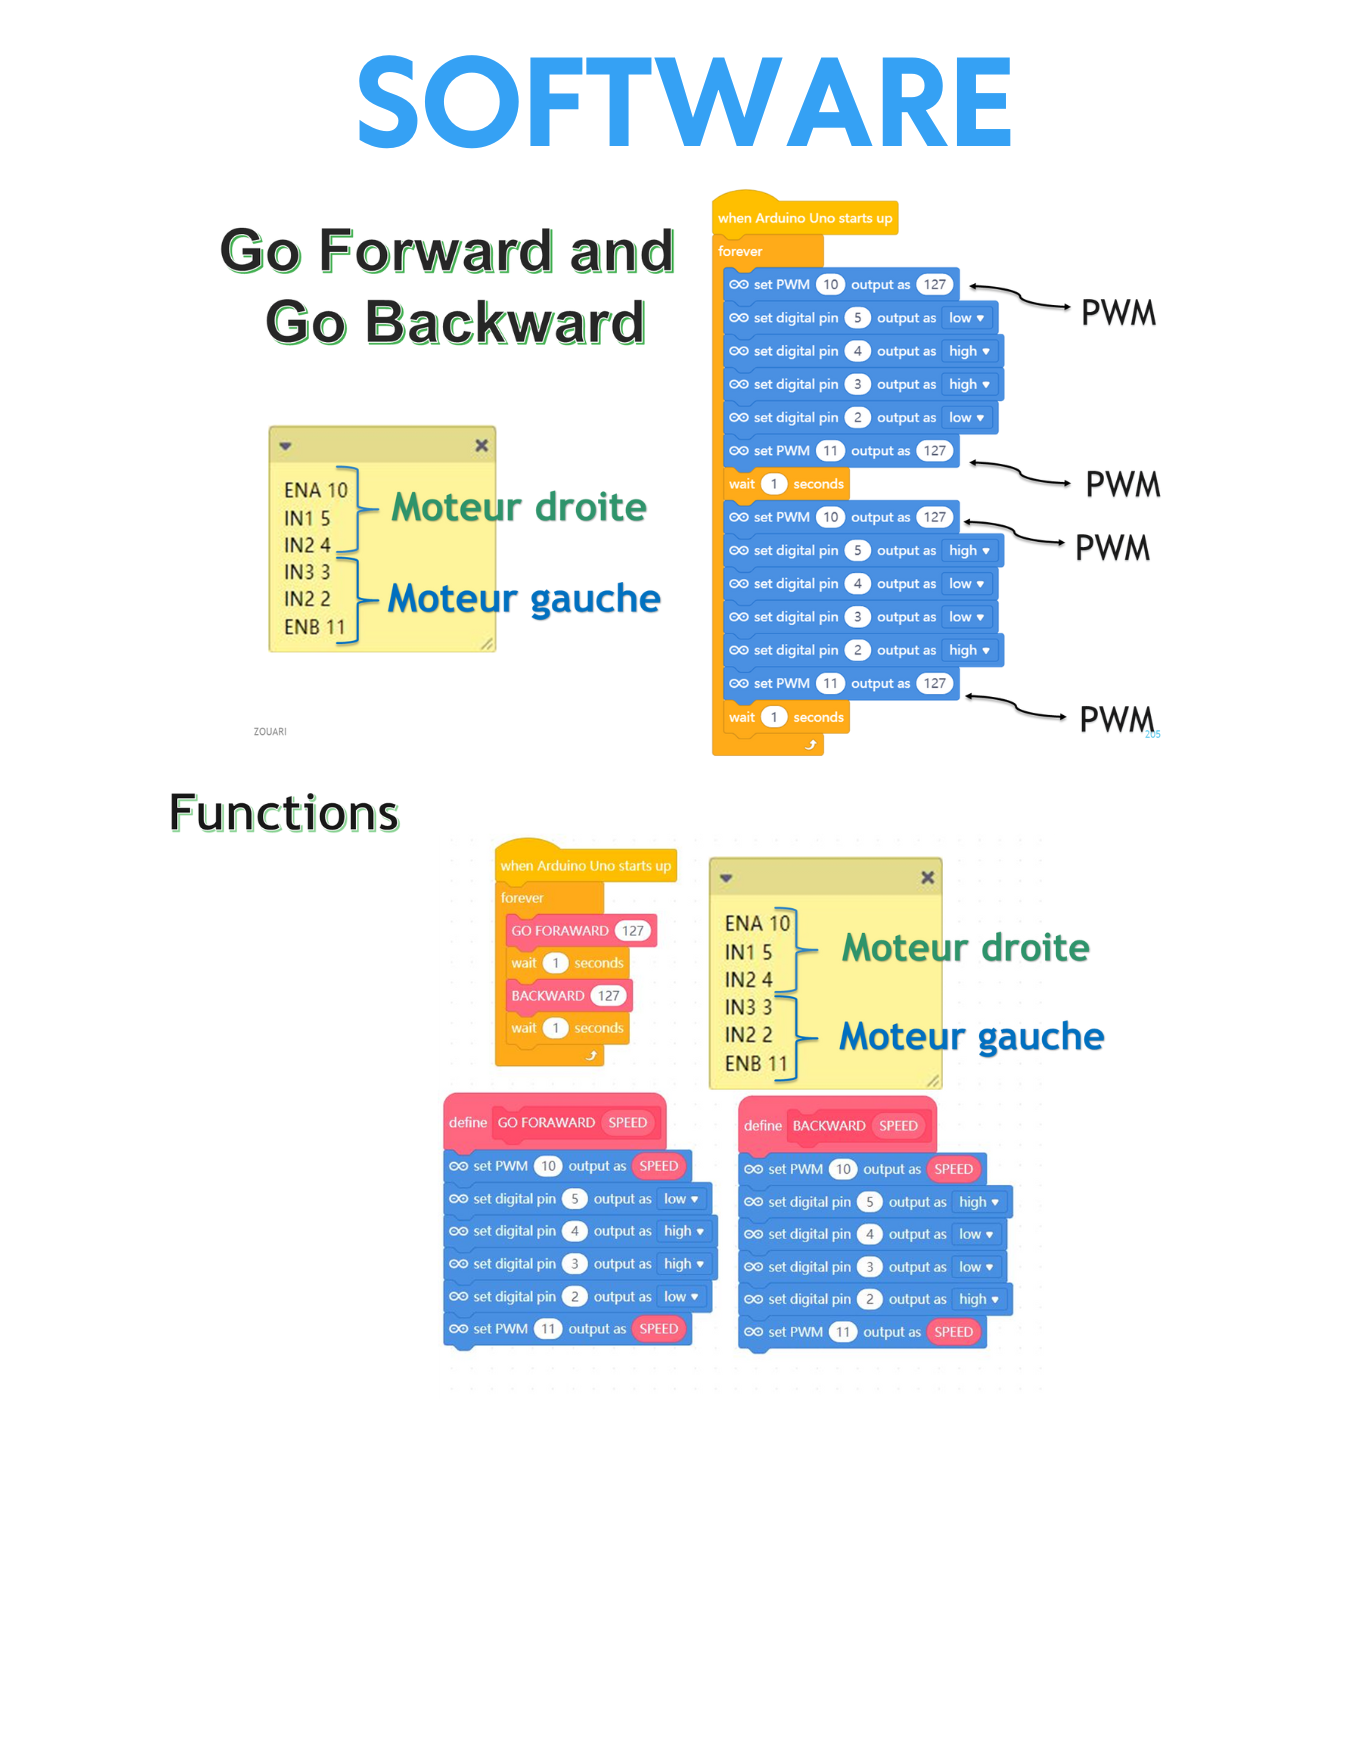 SOFTWARE
Go Forward and
Go Backward
ENA 10
IN1 5
IN2 4
IN3 3
IN2 2
ENB 11
Moteur droite
Moteur gauche
when Arduino Uno starts up
forever
set PWM 10 output as 127
set digital pin 5 output as low
set digital pin 4 output as high
set digital pin 3 output as high
set digital pin 2 output as low
set PWM 11 output as 127
wait 1 seconds
set PWM 10 output as 127
set digital pin 5 output as high
set digital pin 4 output as low
set digital pin 3 output as low
set digital pin 2 output as high
set PWM 11 output as 127
wait 1 seconds
PWM
PWM
PWM
PWM
ZOUARI
205
Functions
when Arduino Uno starts up
forever
GO FORAWARD 127
wait 1 seconds
BACKWARD 127
wait 1 seconds
ENA 10
IN1 5
IN2 4
IN3 3
IN2 2
ENB 11
Moteur droite
Moteur gauche
define GO FORAWARD SPEED
set PWM 10 output as SPEED
set digital pin 5 output as low
set digital pin 4 output as high
set digital pin 3 output as high
set digital pin 2 output as low
set PWM 11 output as SPEED
define BACKWARD SPEED
set PWM 10 output as SPEED
set digital pin 5 output as high
set digital pin 4 output as low
set digital pin 3 output as low
set digital pin 2 output as high
set PWM 11 output as SPEED